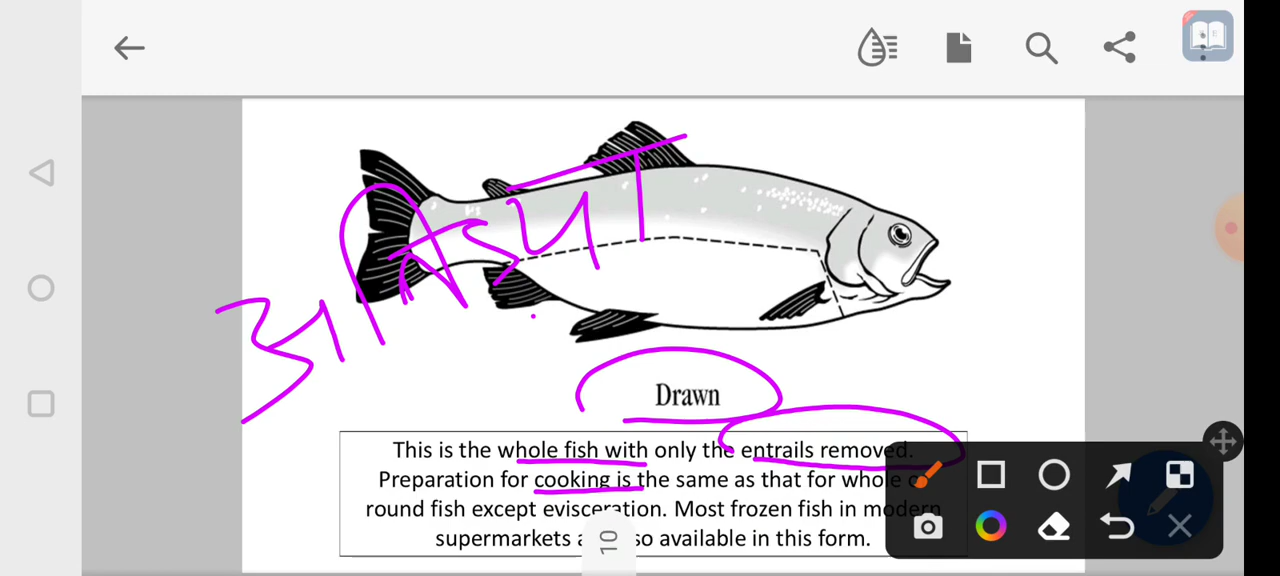 Drawn
This is the whole fish with only the entrails removed.
Preparation for cooking is the same as that for whole
round fish except evisceration. Most frozen fish in modern
supermarkets available in this form.
10